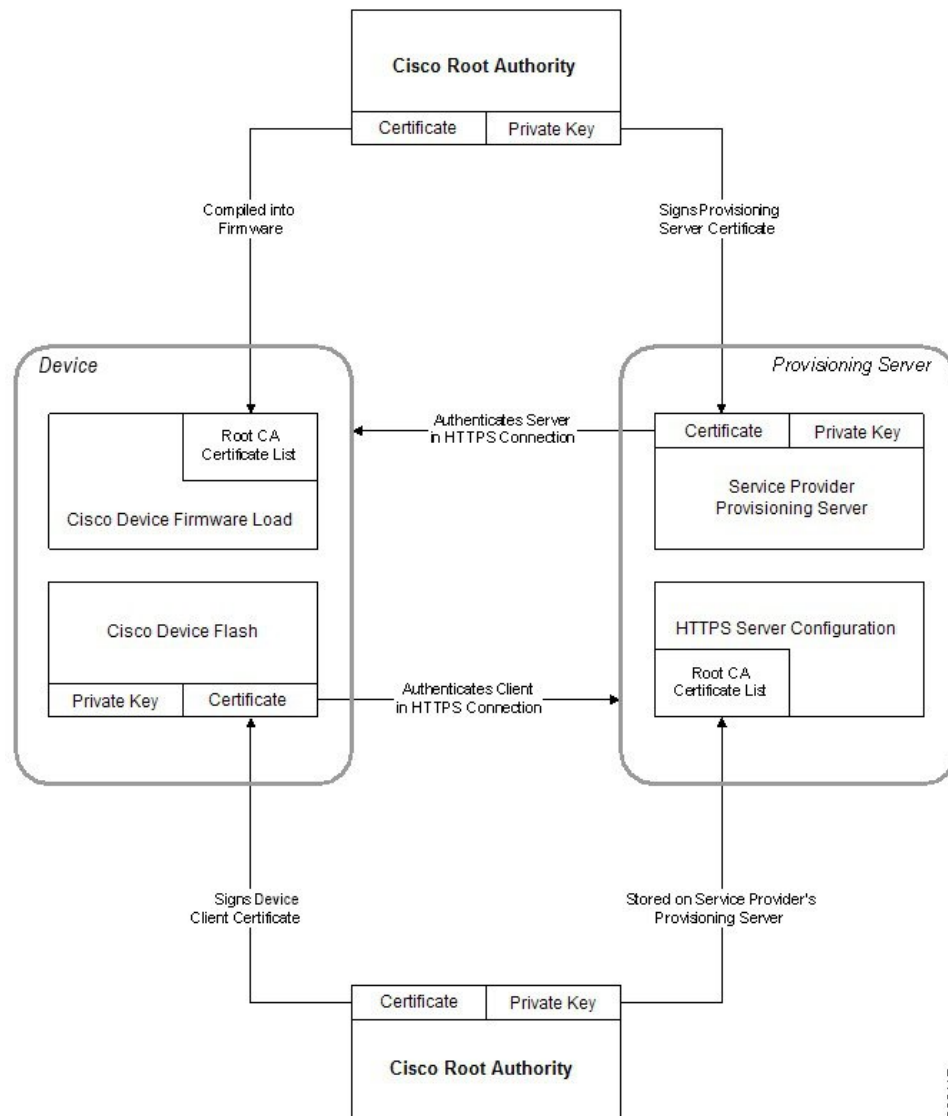 Cisco Root Authority
Certificate
Private Key
Compiled into
Firmware
Signs Provisioning
Server Certificate
Device
Provisioning Server
Root CA
Certificate List
Cisco Device Firmware Load
Authenticates Server
in HTTPS Connection
Certificate
Private Key
Service Provider
Provisioning Server
Cisco Device Flash
Private Key
Certificate
Authenticates Client
in HTTPS Connection
HTTPS Server Configuration
Root CA
Certificate List
Signs Device
Client Certificate
Stored on Service Provider's
Provisioning Server
Certificate
Private Key
Cisco Root Authority